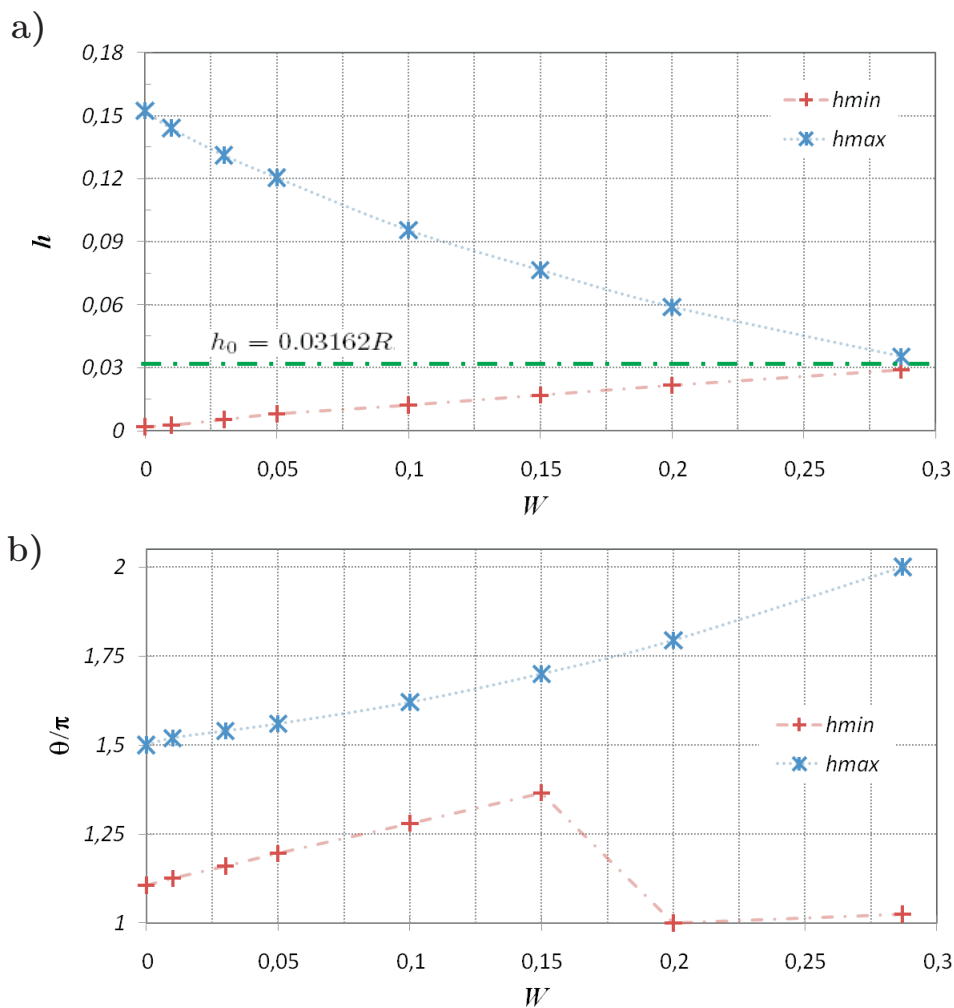 a)
0,18
0,15
0,12
0,09
0,06
0,03
0
h
hmin
hmax
h₀ = 0.03162R
0 0,05 0,1 0,15 0,2 0,25 0,3
W
b)
2
1,75
1,5
1,25
1
θ/π
hmin
hmax
0 0,05 0,1 0,15 0,2 0,25 0,3
W